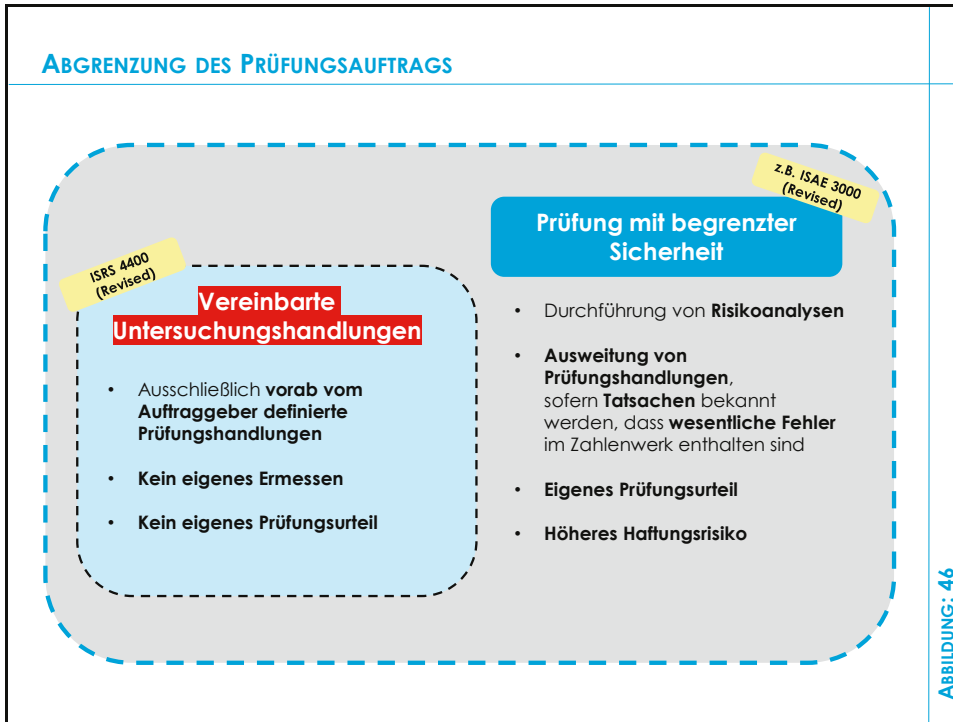 ABGRENZUNG DES PRÜFUNGSAUFTRAGS
ISRS 4400
(Revised)
Vereinbarte
Untersuchungshandlungen
• Ausschließlich vorab vom
Auftraggeber definierte
Prüfungshandlungen
• Kein eigenes Ermessen
• Kein eigenes Prüfungsurteil
z.B. ISAE 3000
(Revised)
Prüfung mit begrenzter
Sicherheit
• Durchführung von Risikoanalysen
• Ausweitung von
Prüfungshandlungen,
sofern Tatsachen bekannt
werden, dass wesentliche Fehler
im Zahlenwerk enthalten sind
• Eigenes Prüfungsurteil
• Höheres Haftungsrisiko
ABBILDUNG: 46